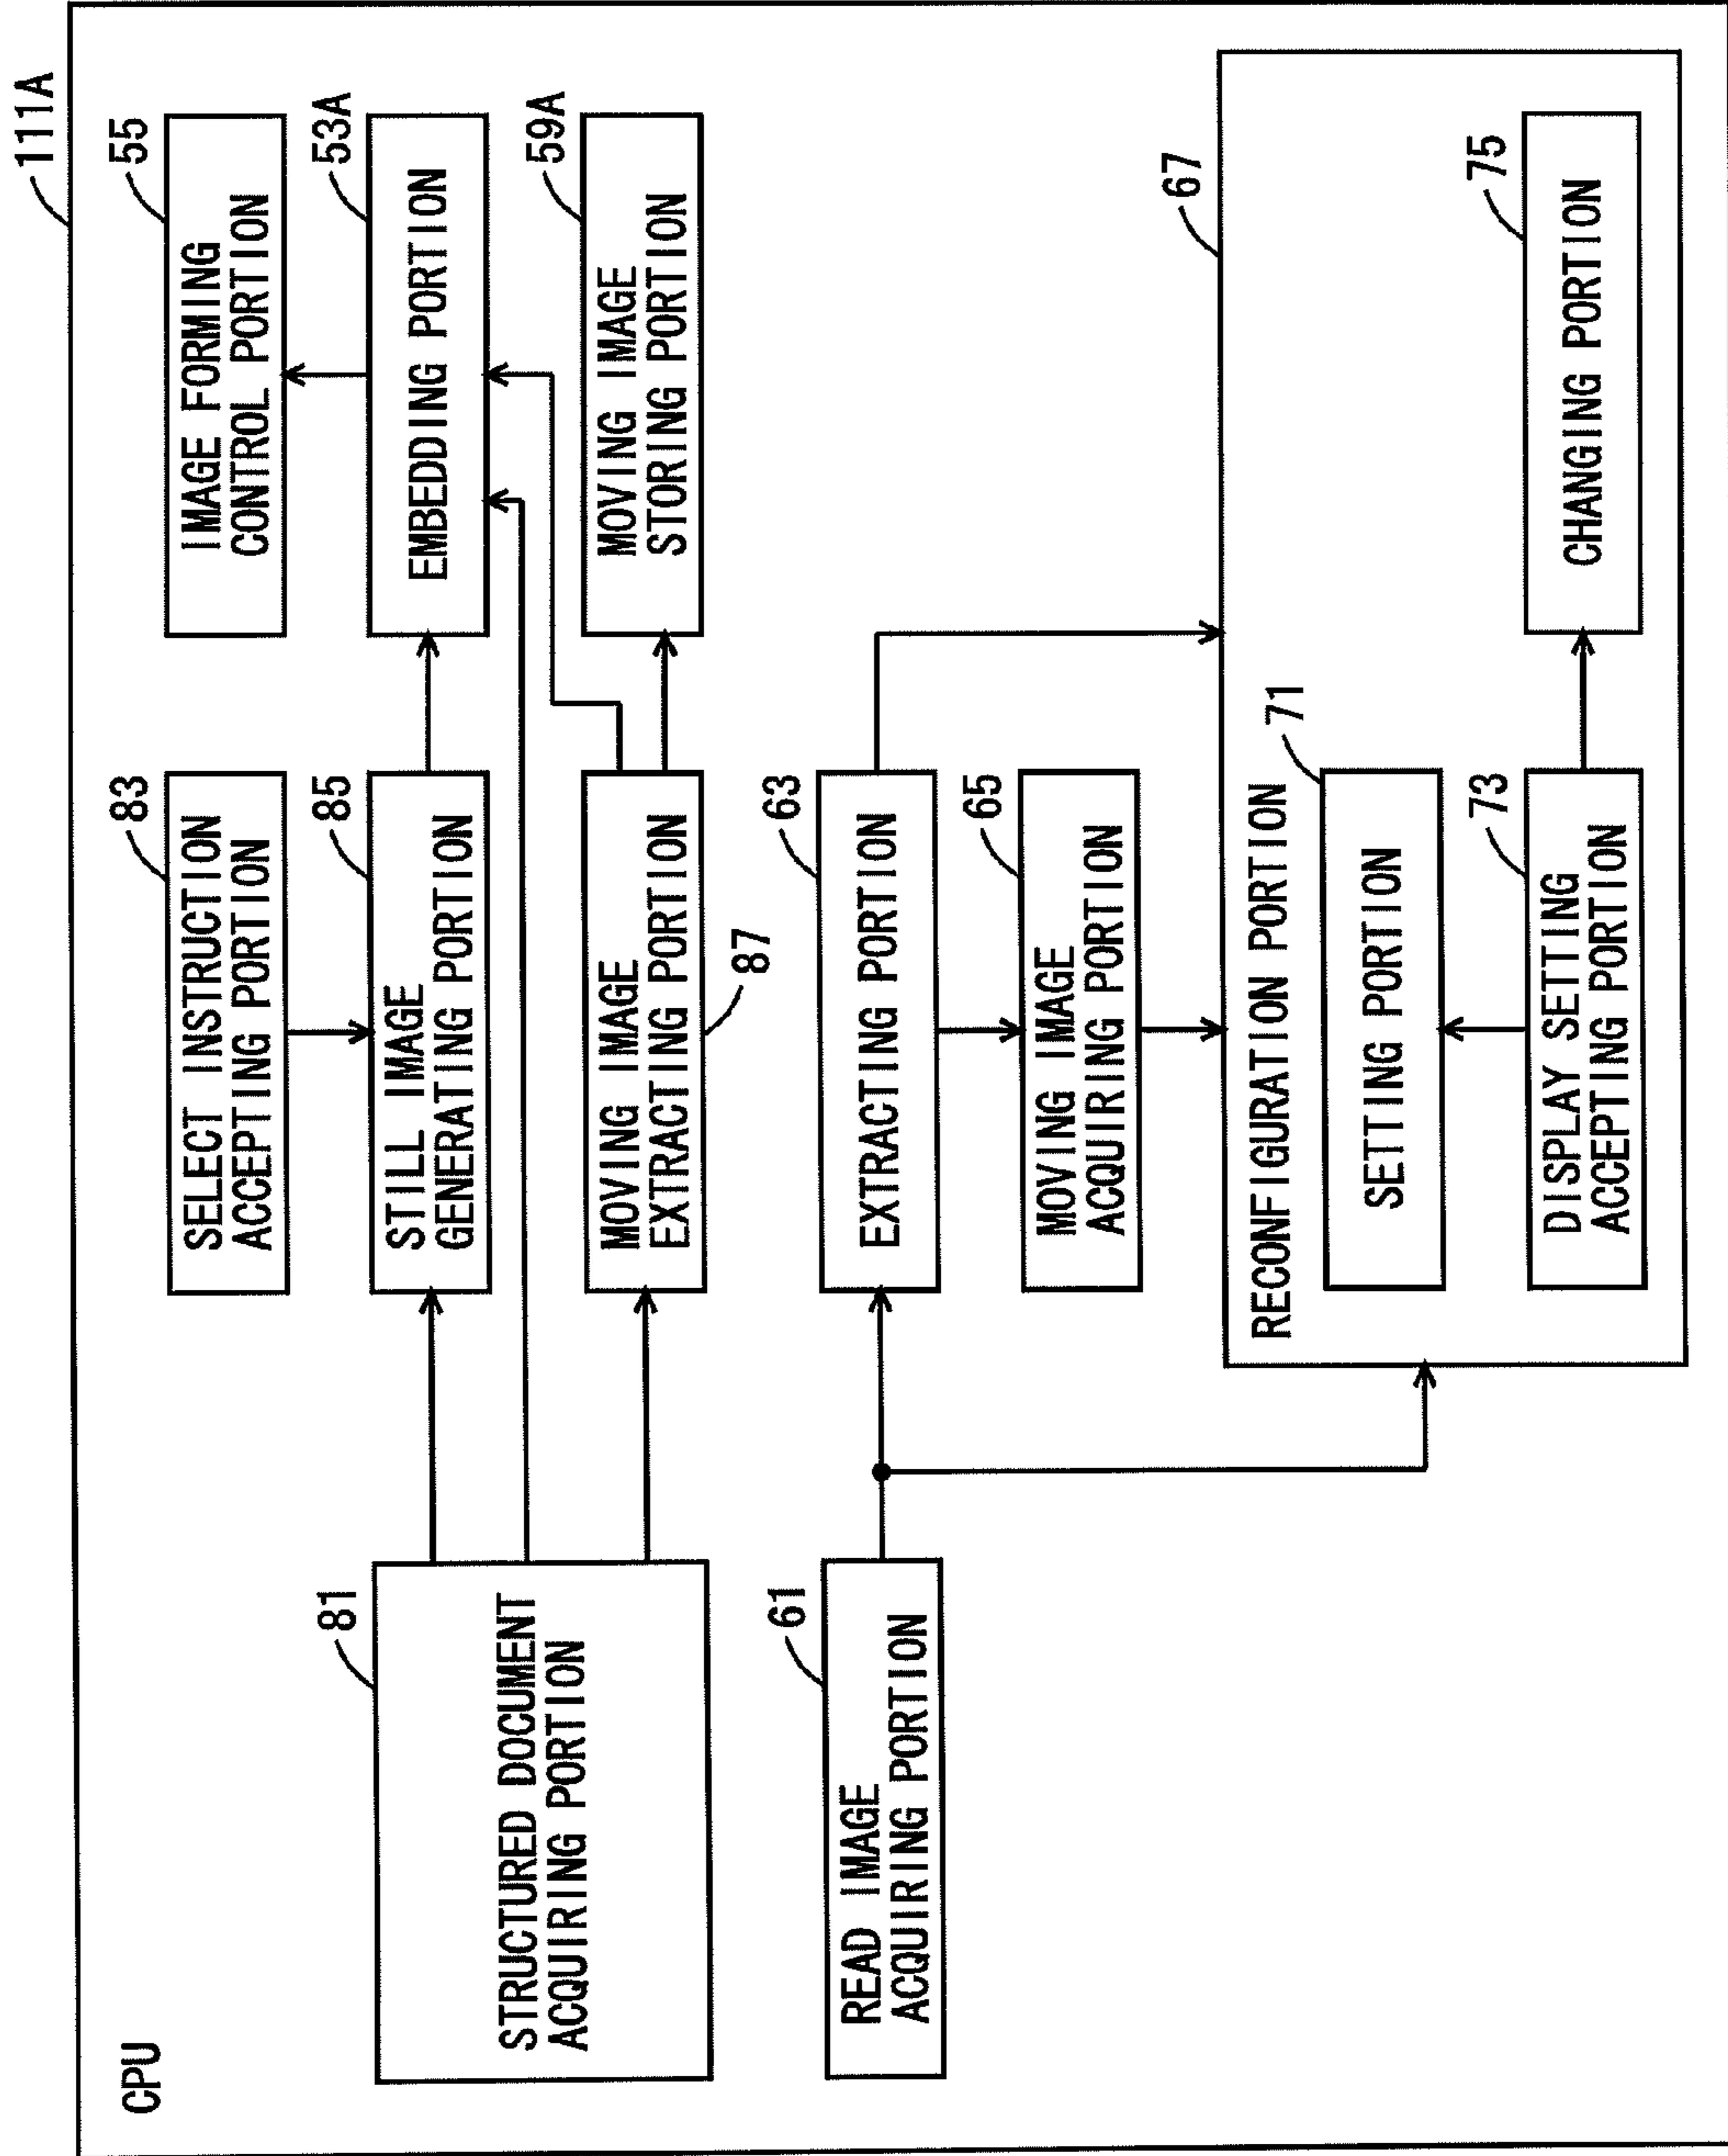 CPU
111A
SELECT INSTRUCTION
ACCEPTING PORTION
83
IMAGE FORMING
CONTROL PORTION
55
STRUCTURED DOCUMENT
ACQUIRING PORTION
81
STILL IMAGE
GENERATING PORTION
85
EMBEDDING PORTION
53A
MOVING IMAGE
EXTRACTING PORTION
87
MOVING IMAGE
STORING PORTION
59A
READ IMAGE
ACQUIRING PORTION
61
EXTRACTING PORTION
63
MOVING IMAGE
ACQUIRING PORTION
65
RECONFIGURATION PORTION
67
SETTING PORTION
71
DISPLAY SETTING
ACCEPTING PORTION
73
CHANGING PORTION
75